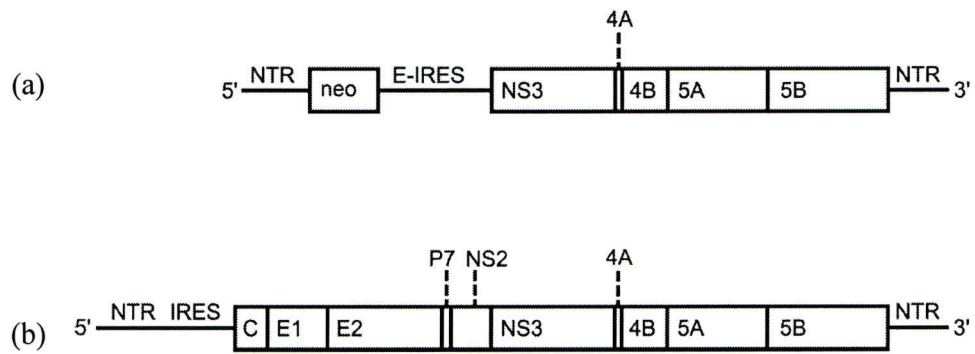 4A
(a) 5' NTR neo E-IRES NS3 4B 5A 5B NTR 3'
P7 NS2 4A
(b) 5' NTR IRES C E1 E2 NS3 4B 5A 5B NTR 3'